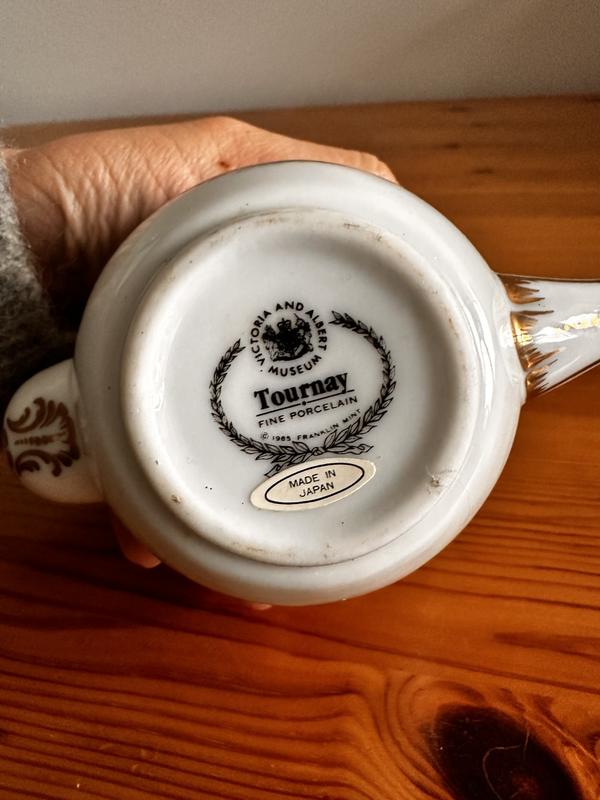 VICTORIA AND ALBERT
· MUSEUM ·
Tournay
FINE PORCELAIN
© 1985 FRANKLIN MINT
MADE IN
JAPAN